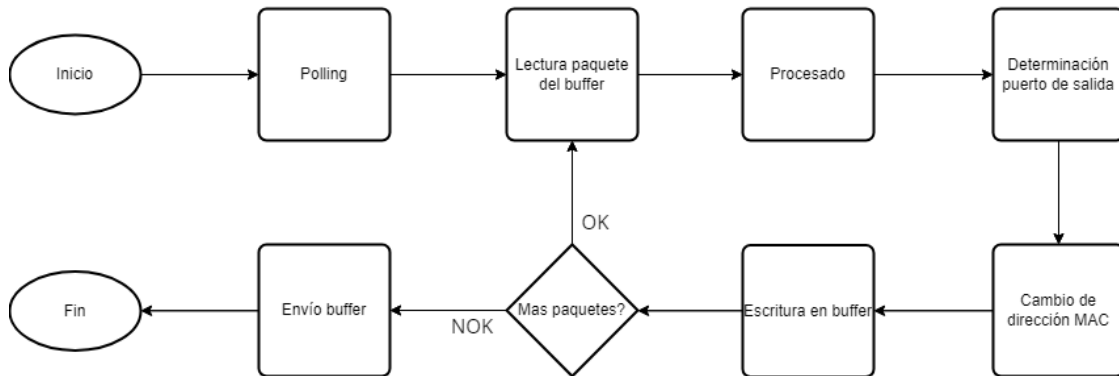 Inicio
Polling
Lectura paquete
del buffer
Procesado
Determinación
puerto de salida
OK
Fin
Envío buffer
NOK
Mas paquetes?
Escritura en buffer
Cambio de
dirección MAC